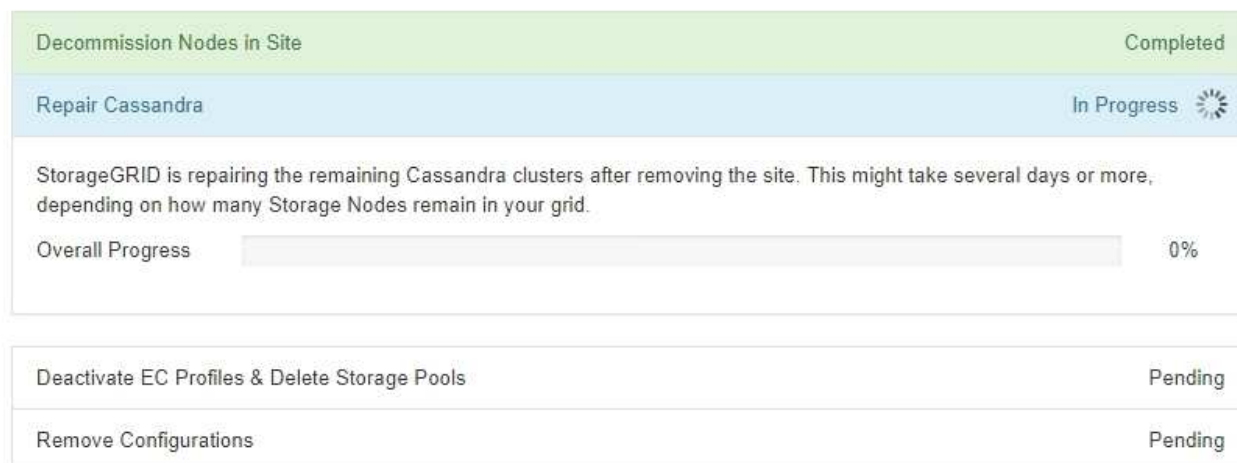 Decommission Nodes in Site Completed
Repair Cassandra In Progress
StorageGRID is repairing the remaining Cassandra clusters after removing the site. This might take several days or more,
depending on how many Storage Nodes remain in your grid.
Overall Progress 0%
Deactivate EC Profiles & Delete Storage Pools Pending
Remove Configurations Pending